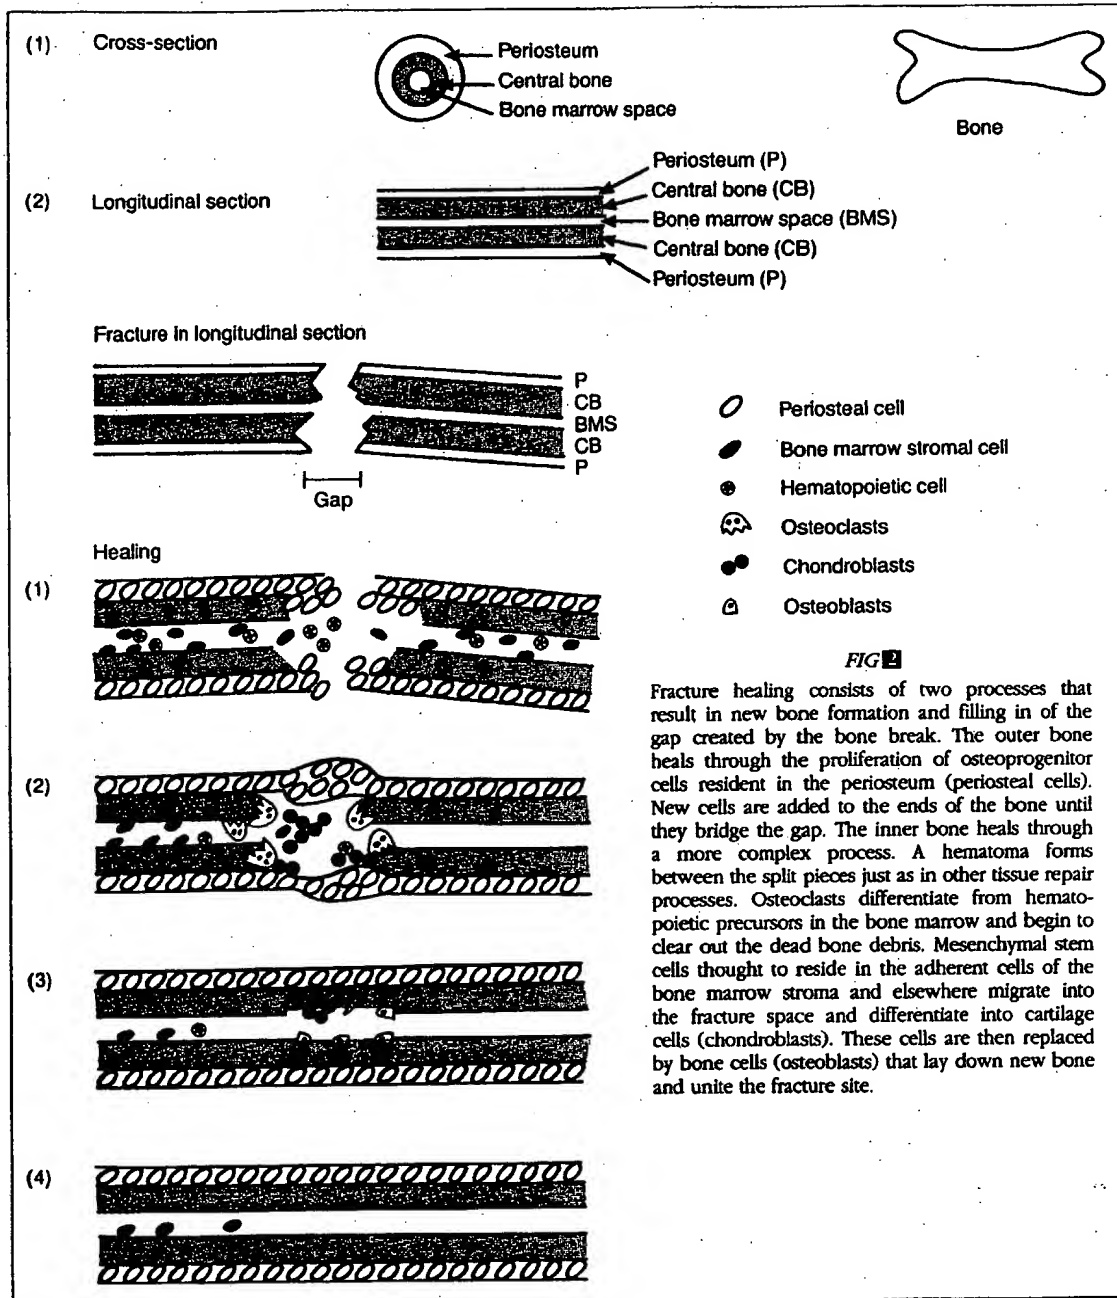 (1) Cross-section
Periosteum
Central bone
Bone marrow space
Bone
(2) Longitudinal section
Periosteum (P)
Central bone (CB)
Bone marrow space (BMS)
Central bone (CB)
Periosteum (P)
Fracture in longitudinal section
P
CB
BMS
CB
P
Gap
Periosteal cell
Bone marrow stromal cell
Hematopoietic cell
Osteoclasts
Chondroblasts
Osteoblasts
Healing
(1)
(2)
(3)
(4)
FIG 2
Fracture healing consists of two processes that
result in new bone formation and filling in of the
gap created by the bone break. The outer bone
heals through the proliferation of osteoprogenitor
cells resident in the periosteum (periosteal cells).
New cells are added to the ends of the bone until
they bridge the gap. The inner bone heals through
a more complex process. A hematoma forms
between the split pieces just as in other tissue repair
processes. Osteoclasts differentiate from hemato-
poietic precursors in the bone marrow and begin to
clear out the dead bone debris. Mesenchymal stem
cells thought to reside in the adherent cells of the
bone marrow stroma and elsewhere migrate into
the fracture space and differentiate into cartilage
cells (chondroblasts). These cells are then replaced
by bone cells (osteoblasts) that lay down new bone
and unite the fracture site.